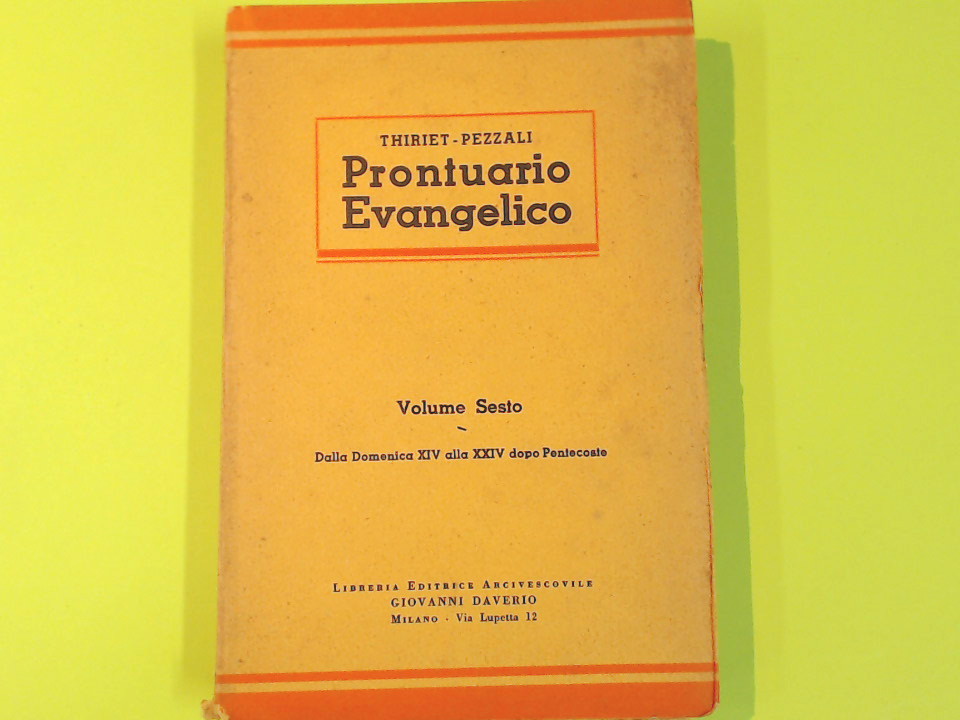 THIRIET-PEZZALI
Prontuario
Evangelico
Volume Sesto
Dalla Domenica XIV alla XXIV dopo Pentecoste
LIBRERIA EDITRICE ARCIVESCOVILE
GIOVANNI DAVERIO
MILANO - Via Lupetta 12